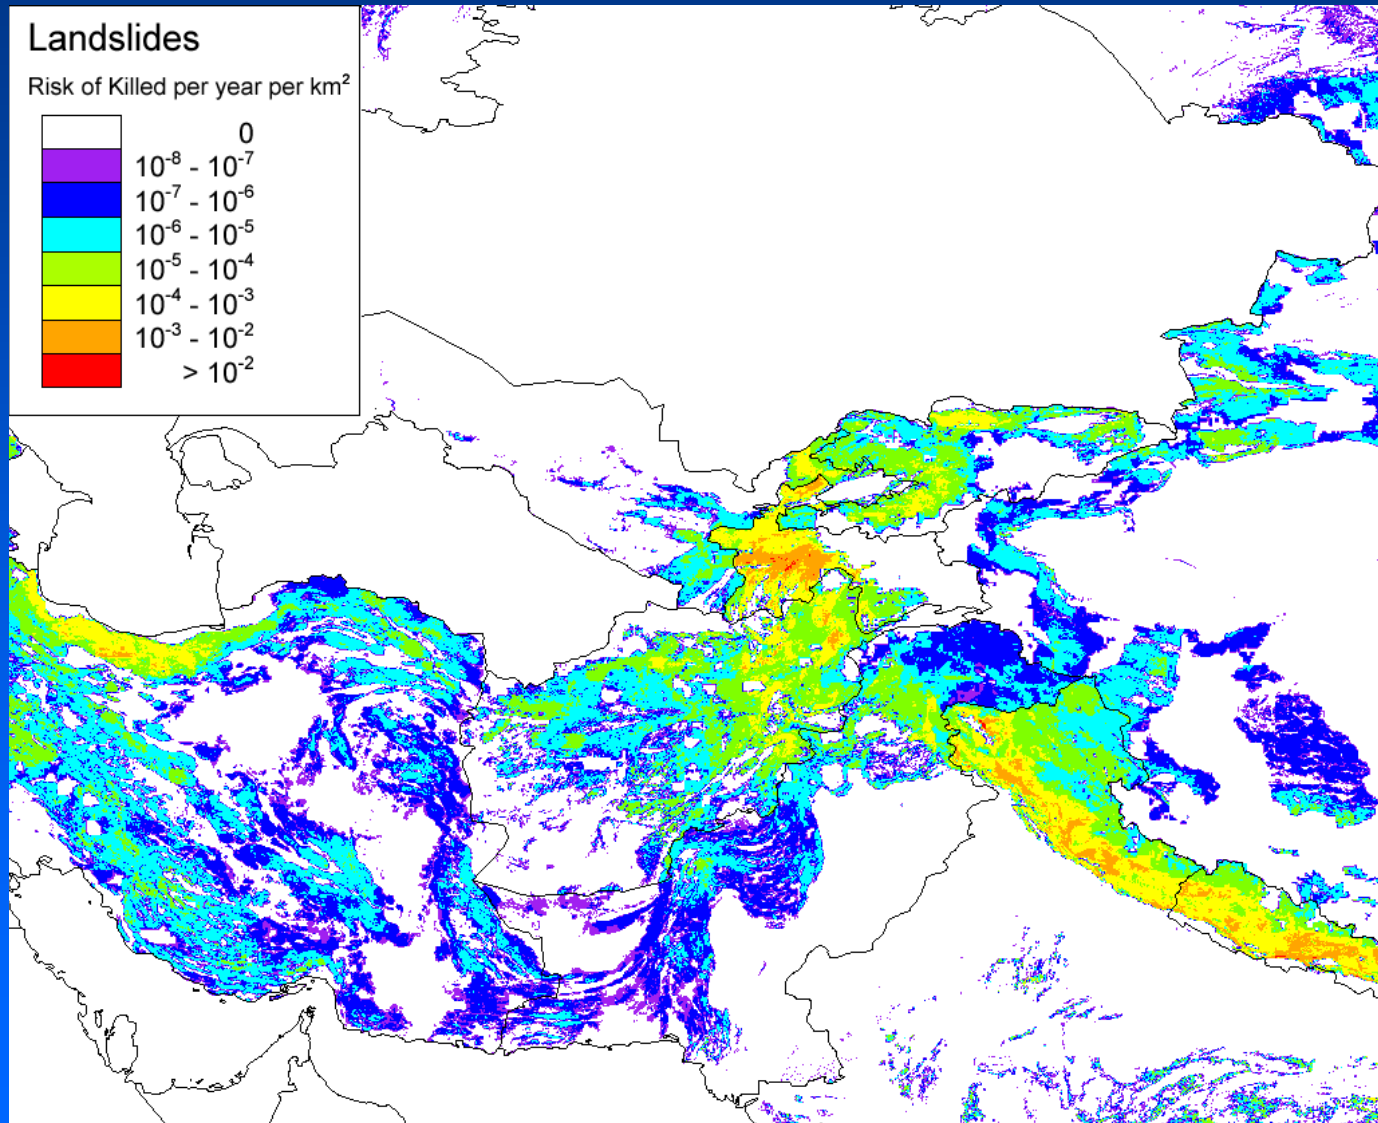 Landslides
Risk of Killed per year per km²
0
10⁻⁸ - 10⁻⁷
10⁻⁷ - 10⁻⁶
10⁻⁶ - 10⁻⁵
10⁻⁵ - 10⁻⁴
10⁻⁴ - 10⁻³
10⁻³ - 10⁻²
> 10⁻²